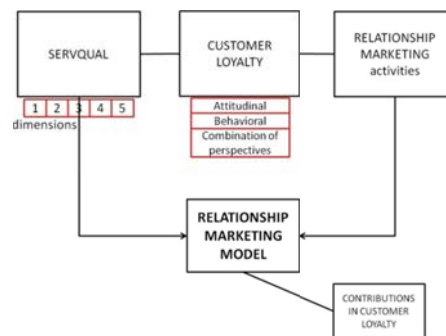 SERVQUAL
CUSTOMER
LOYALTY
RELATIONSHIP
MARKETING
activities
1 2 3 4 5
dimensions
Attitudinal
Behavioral
Combination of
perspectives
RELATIONSHIP
MARKETING
MODEL
CONTRIBUTIONS
IN CUSTOMER
LOYALTY